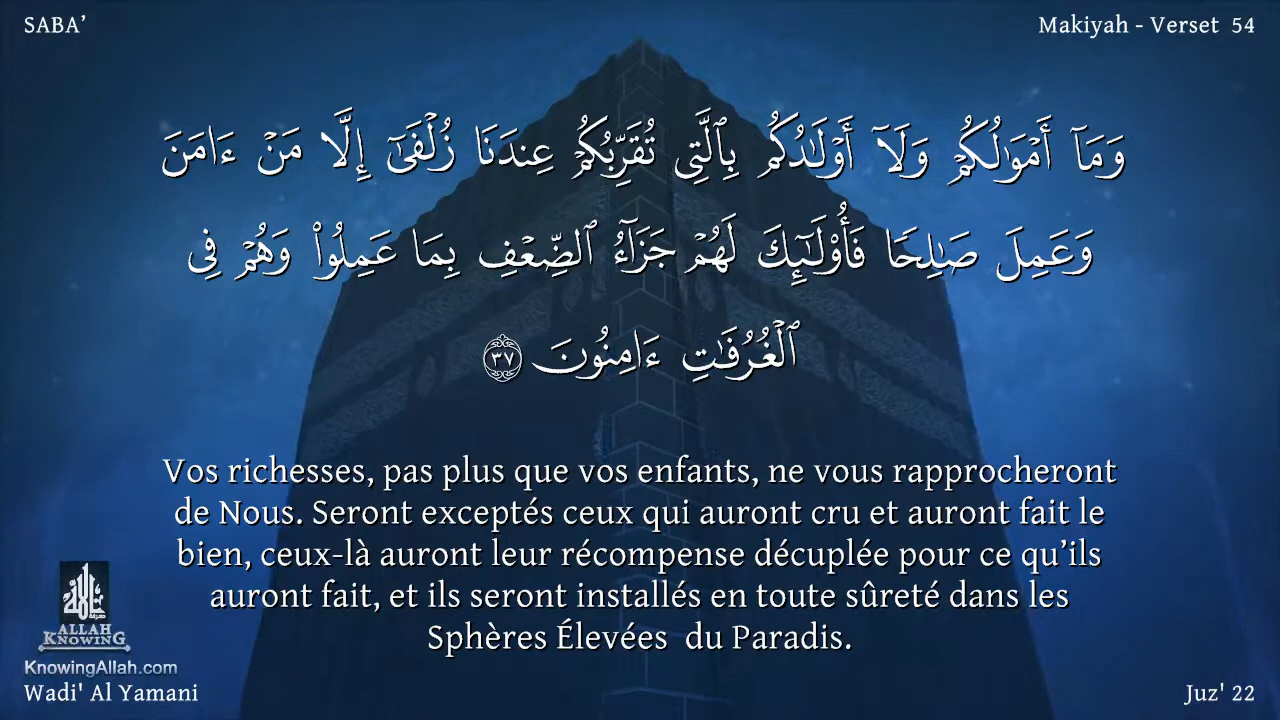 SABA’
Makiyah - Verset 54
وَمَآ أَمْوَٰلُكُمْ وَلَآ أَوْلَٰدُكُم بِٱلَّتِى تُقَرِّبُكُمْ عِندَنَا زُلْفَىٰٓ إِلَّا مَنْ ءَامَنَ
وَعَمِلَ صَٰلِحًا فَأُو۟لَٰٓئِكَ لَهُمْ جَزَآءُ ٱلضِّعْفِ بِمَا عَمِلُوا۟ وَهُمْ فِى
ٱلْغُرُفَٰتِ ءَامِنُونَ ٣٧
Vos richesses, pas plus que vos enfants, ne vous rapprocheront
de Nous. Seront exceptés ceux qui auront cru et auront fait le
bien, ceux-là auront leur récompense décuplée pour ce qu’ils
auront fait, et ils seront installés en toute sûreté dans les
Sphères Élevées du Paradis.
ALLAH
KNOWING
KnowingAllah.com
Wadi' Al Yamani
Juz' 22